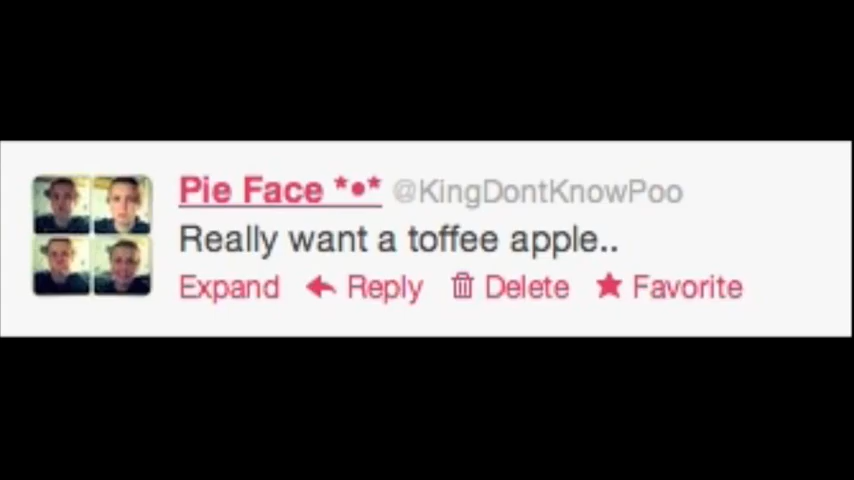 Pie Face *•* @KingDontKnowPoo
Really want a toffee apple..
Expand Reply Delete Favorite